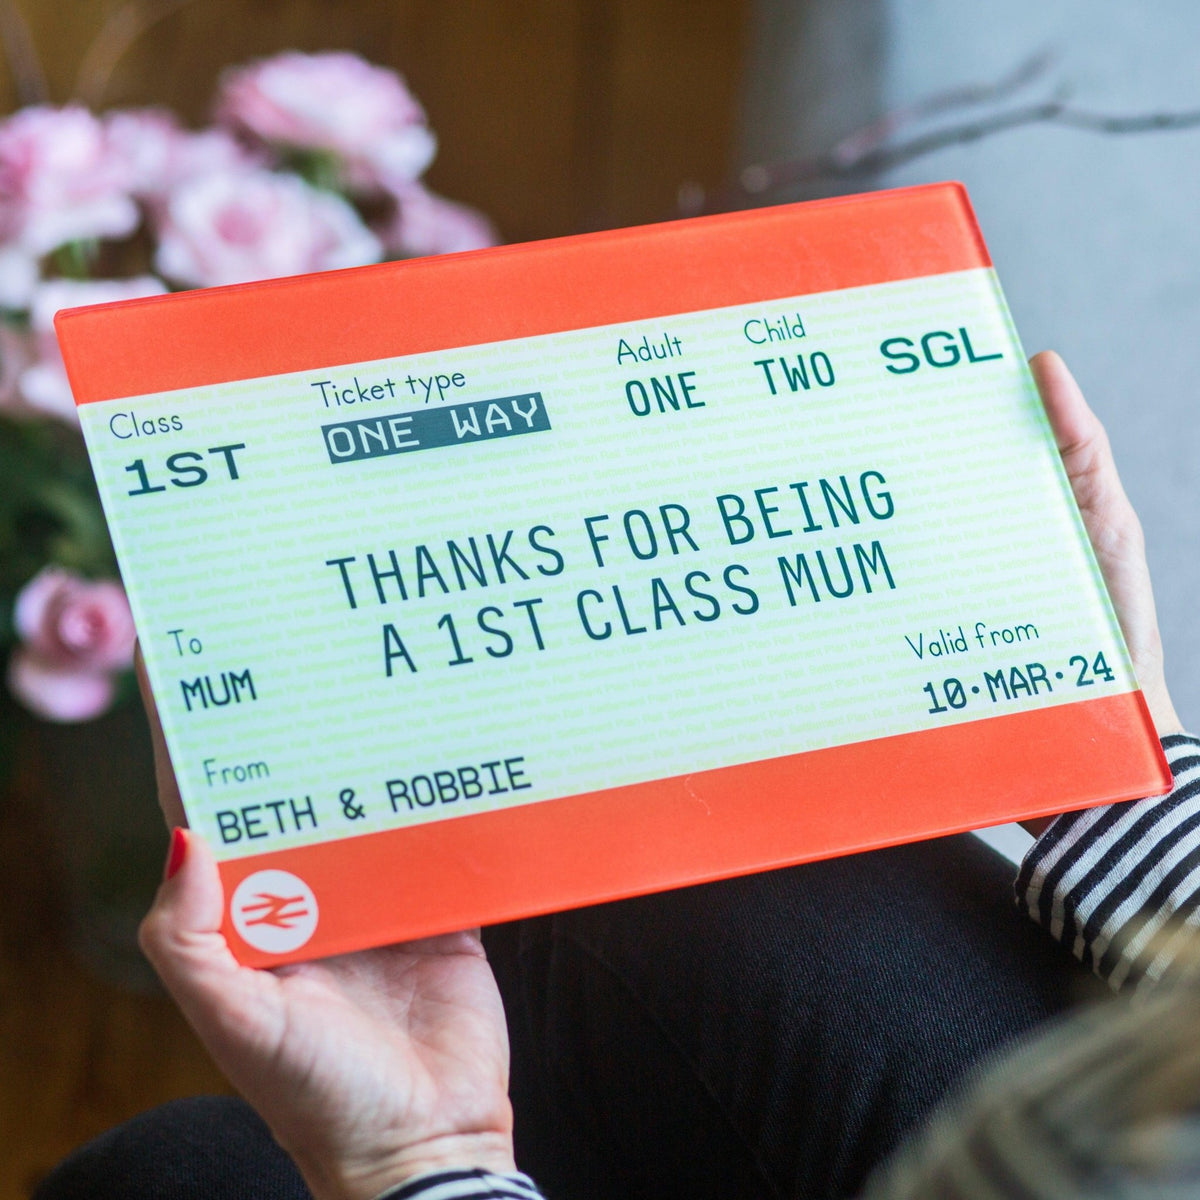 Class
1ST
Ticket type
ONE WAY
Adult
ONE
Child
TWO
SGL
THANKS FOR BEING
A 1ST CLASS MUM
To
MUM
Valid from
10·MAR·24
From
BETH & ROBBIE